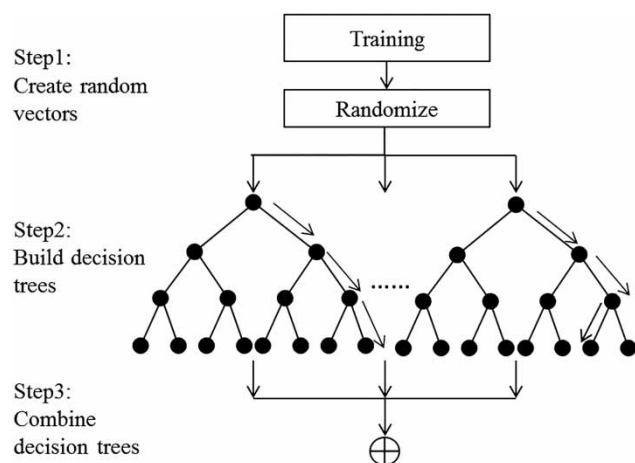 Training
Step1:
Create random
vectors
Randomize
Step2:
Build decision
trees
......
Step3:
Combine
decision trees